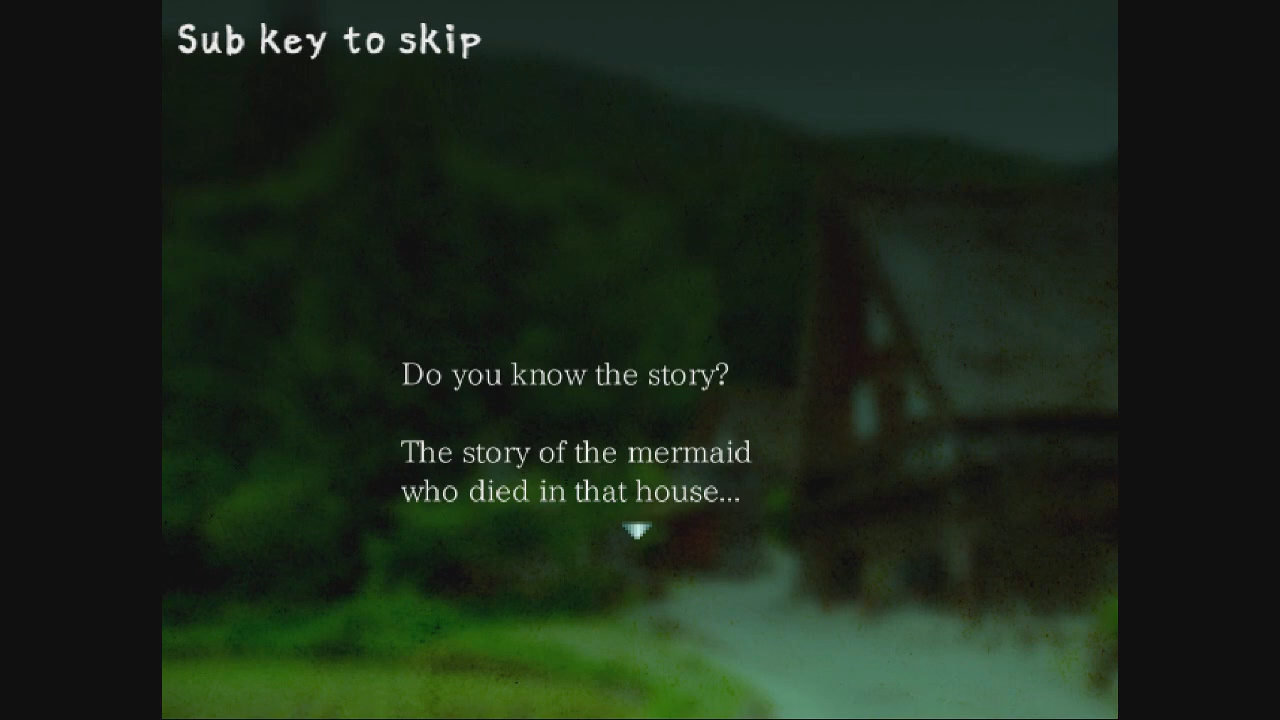 Sub key to skip
Do you know the story?
The story of the mermaid
who died in that house...